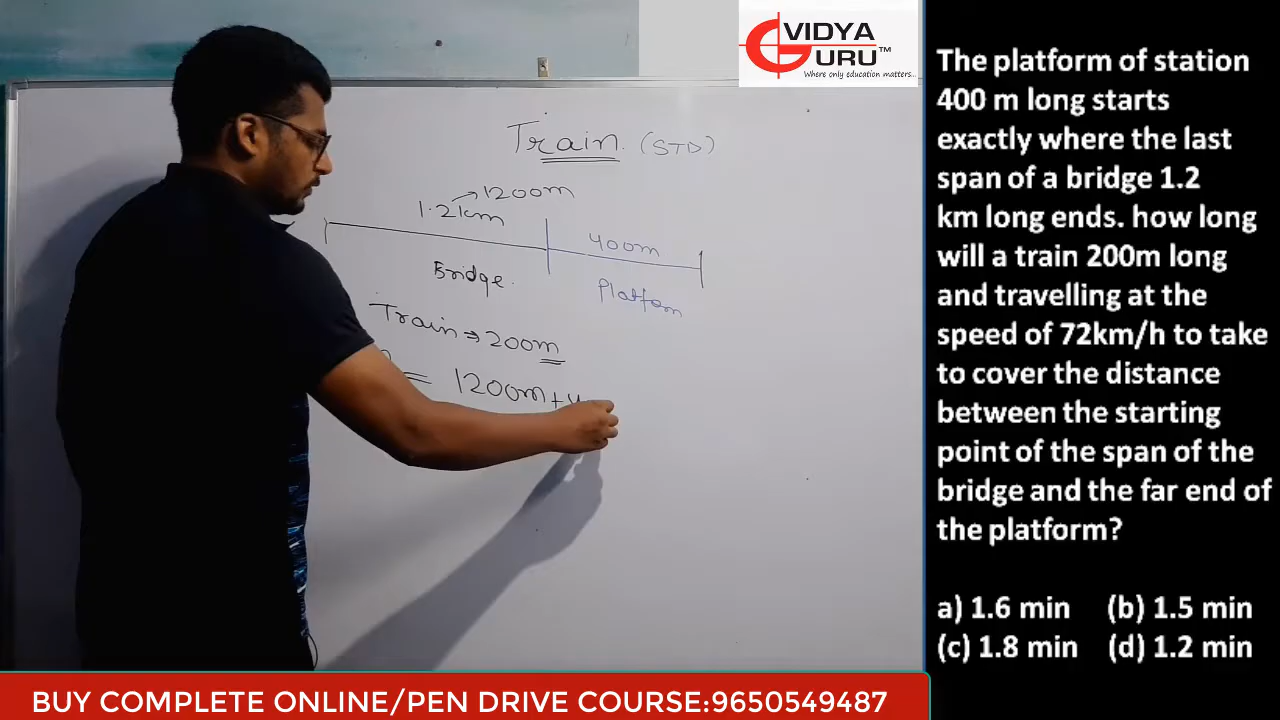 VIDYA
GURU™
Where only education matters...
Train (STD)
1200m
1.2km
400m
Bridge
Platform
Train → 200m
= 1200m+4
The platform of station
400 m long starts
exactly where the last
span of a bridge 1.2
km long ends. how long
will a train 200m long
and travelling at the
speed of 72km/h to take
to cover the distance
between the starting
point of the span of the
bridge and the far end of
the platform?
a) 1.6 min (b) 1.5 min
(c) 1.8 min (d) 1.2 min
BUY COMPLETE ONLINE/PEN DRIVE COURSE:9650549487